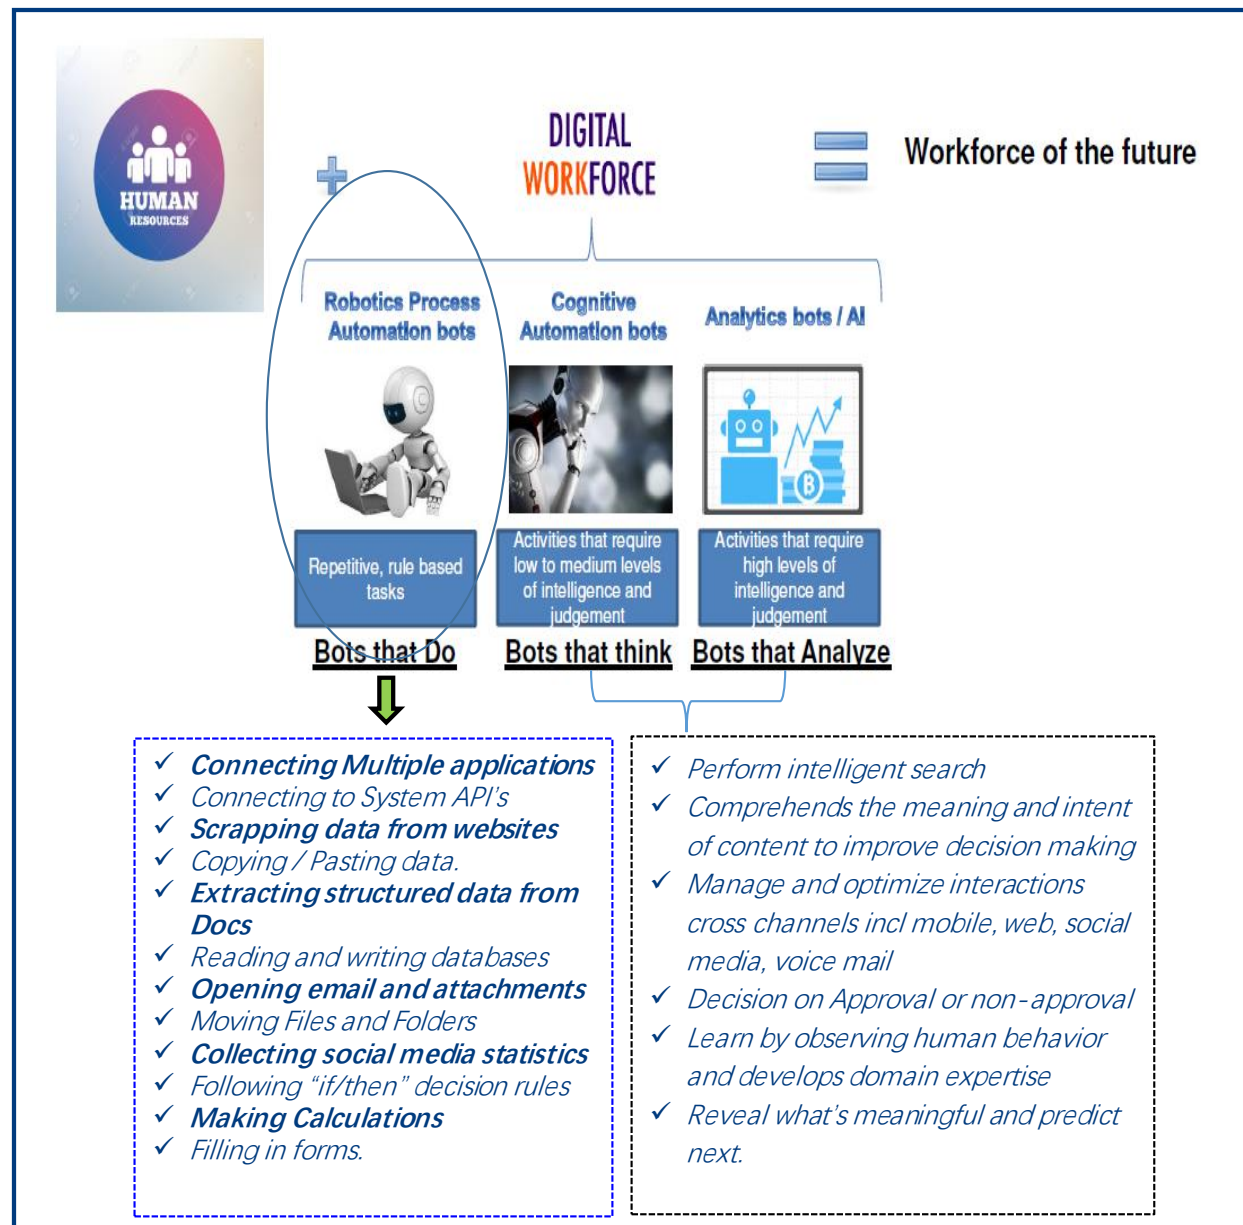 HUMAN
RESOURCES
DIGITAL
WORKFORCE
Workforce of the future
Robotics Process
Automation bots
Cognitive
Automation bots
Analytics bots / AI
Repetitive, rule based
tasks
Activities that require
low to medium levels
of intelligence and
judgement
Activities that require
high levels of
intelligence and
judgement
Bots that Do
Bots that think
Bots that Analyze
✓ Connecting Multiple applications
✓ Connecting to System API's
✓ Scrapping data from websites
✓ Copying / Pasting data.
✓ Extracting structured data from
Docs
✓ Reading and writing databases
✓ Opening email and attachments
✓ Moving Files and Folders
✓ Collecting social media statistics
✓ Following “if/then” decision rules
✓ Making Calculations
✓ Filling in forms.
✓ Perform intelligent search
✓ Comprehends the meaning and intent
of content to improve decision making
✓ Manage and optimize interactions
cross channels incl mobile, web, social
media, voice mail
✓ Decision on Approval or non-approval
✓ Learn by observing human behavior
and develops domain expertise
✓ Reveal what's meaningful and predict
next.